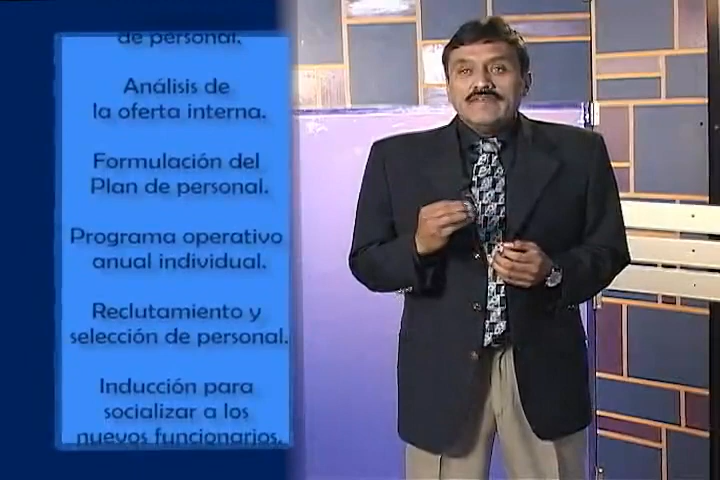 de personal.
Análisis de
la oferta interna.
Formulación del
Plan de personal.
Programa operativo
anual individual.
Reclutamiento y
selección de personal.
Inducción para
socializar a los
nuevos funcionarios.